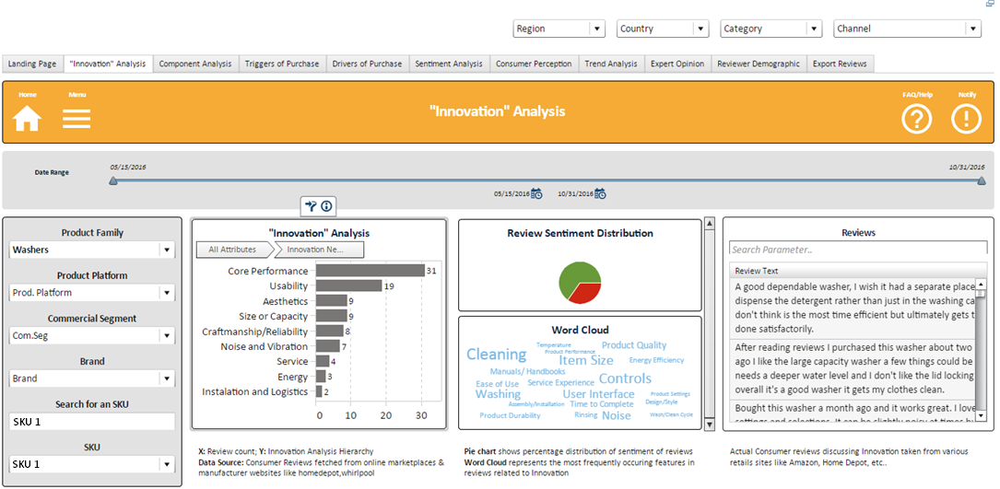 Region Country Category Channel
Landing Page "Innovation" Analysis Component Analysis Triggers of Purchase Drivers of Purchase Sentiment Analysis Consumer Perception Trend Analysis Expert Opinion Reviewer Demographic Export Reviews
Home Menu
"Innovation" Analysis
FAQ/Help Notify
Date Range
05/15/2016 10/31/2016
05/15/2016 10/31/2016
Product Family
Washers
Product Platform
Prod. Platform
Commercial Segment
Com.Seg
Brand
Brand
Search for an SKU
SKU 1
SKU
SKU 1
"Innovation" Analysis
All Attributes Innovation Ne...
Core Performance 31
Usability 19
Aesthetics 9
Size or Capacity 9
Craftmanship/Reliability 8
Noise and Vibration 7
Service 4
Energy 3
Instalation and Logistics 2
0 10 20 30
X: Review count; Y: Innovation Analysis Hierarchy
Data Source: Consumer Reviews fetched from online marketplaces &
manufacturer websites like homedepot,whirlpool
Review Sentiment Distribution
Word Cloud
Temperature Product Quality
Cleaning Product Performance
Item Size Energy Efficiency
Manuals/ Handbooks Controls
Ease of Use Service Experience
Washing User Interface Product Settings
Assembly/Installation Time to Complete Design/Style
Product Durability Rinsing Noise Wash/Clean Cycle
Pie chart shows percentage distribution of sentiment of reviews
Word Cloud represents the most frequently occuring features in
reviews related to Innovation
Reviews
Search Parameter..
Review Text
A good dependable washer, I wish it had a separate place
dispense the detergent rather than just in the washing ca
don't think is the most time efficient but ultimately gets t
done satisfactorily.
After reading reviews I purchased this washer about two
ago I like the large capacity washer a few things could be
needs a deeper water level and I don't like the lid locking
overall it's a good washer it gets my clothes clean.
Bought this washer a month ago and it works great. I love
settings and selections. It can be slightly noisy at times bu
Actual Consumer reviews discussing Innovation taken from various
retails sites like Amazon, Home Depot, etc..